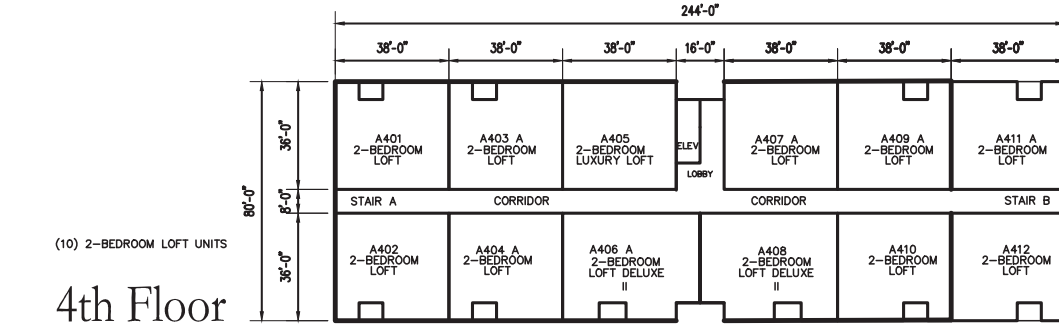 244'-0"
38'-0" 38'-0" 38'-0" 16'-0" 38'-0" 38'-0" 38'-0"
80'-0"
36'-0"
8'-0"
36'-0"
A401
2-BEDROOM
LOFT
A403 A
2-BEDROOM
LOFT
A405
2-BEDROOM
LUXURY LOFT
ELEV
LOBBY
A407 A
2-BEDROOM
LOFT
A409 A
2-BEDROOM
LOFT
A411 A
2-BEDROOM
LOFT
STAIR A CORRIDOR CORRIDOR STAIR B
A402
2-BEDROOM
LOFT
A404 A
2-BEDROOM
LOFT
A406 A
2-BEDROOM
LOFT DELUXE
II
A408
2-BEDROOM
LOFT DELUXE
II
A410
2-BEDROOM
LOFT
A412
2-BEDROOM
LOFT
(10) 2-BEDROOM LOFT UNITS
4th Floor